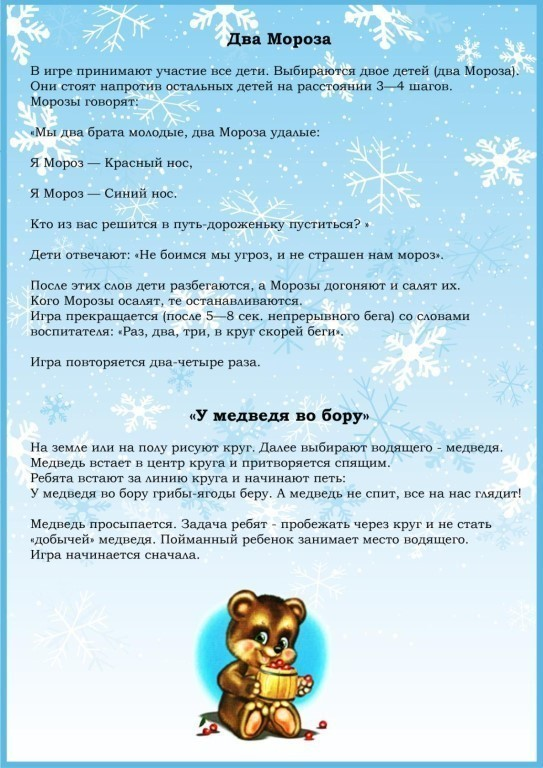 Два Мороза
В игре принимают участие все дети. Выбираются двое детей (два Мороза).
Они стоят напротив остальных детей на расстоянии 3—4 шагов.
Морозы говорят:
«Мы два брата молодые, два Мороза удалые:
Я Мороз — Красный нос,
Я Мороз — Синий нос.
Кто из вас решится в путь-дороженьку пуститься? »
Дети отвечают: «Не боимся мы угроз, и не страшен нам мороз».
После этих слов дети разбегаются, а Морозы догоняют и салят их.
Кого Морозы осалят, те останавливаются.
Игра прекращается (после 5—8 сек. непрерывного бега) со словами
воспитателя: «Раз, два, три, в круг скорей беги».
Игра повторяется два-четыре раза.
«У медведя во бору»
На земле или на полу рисуют круг. Далее выбирают водящего - медведя.
Медведь встает в центр круга и притворяется спящим.
Ребята встают за линию круга и начинают петь:
У медведя во бору грибы-ягоды беру. А медведь не спит, все на нас глядит!
Медведь просыпается. Задача ребят - пробежать через круг и не стать
«добычей» медведя. Пойманный ребенок занимает место водящего.
Игра начинается сначала.